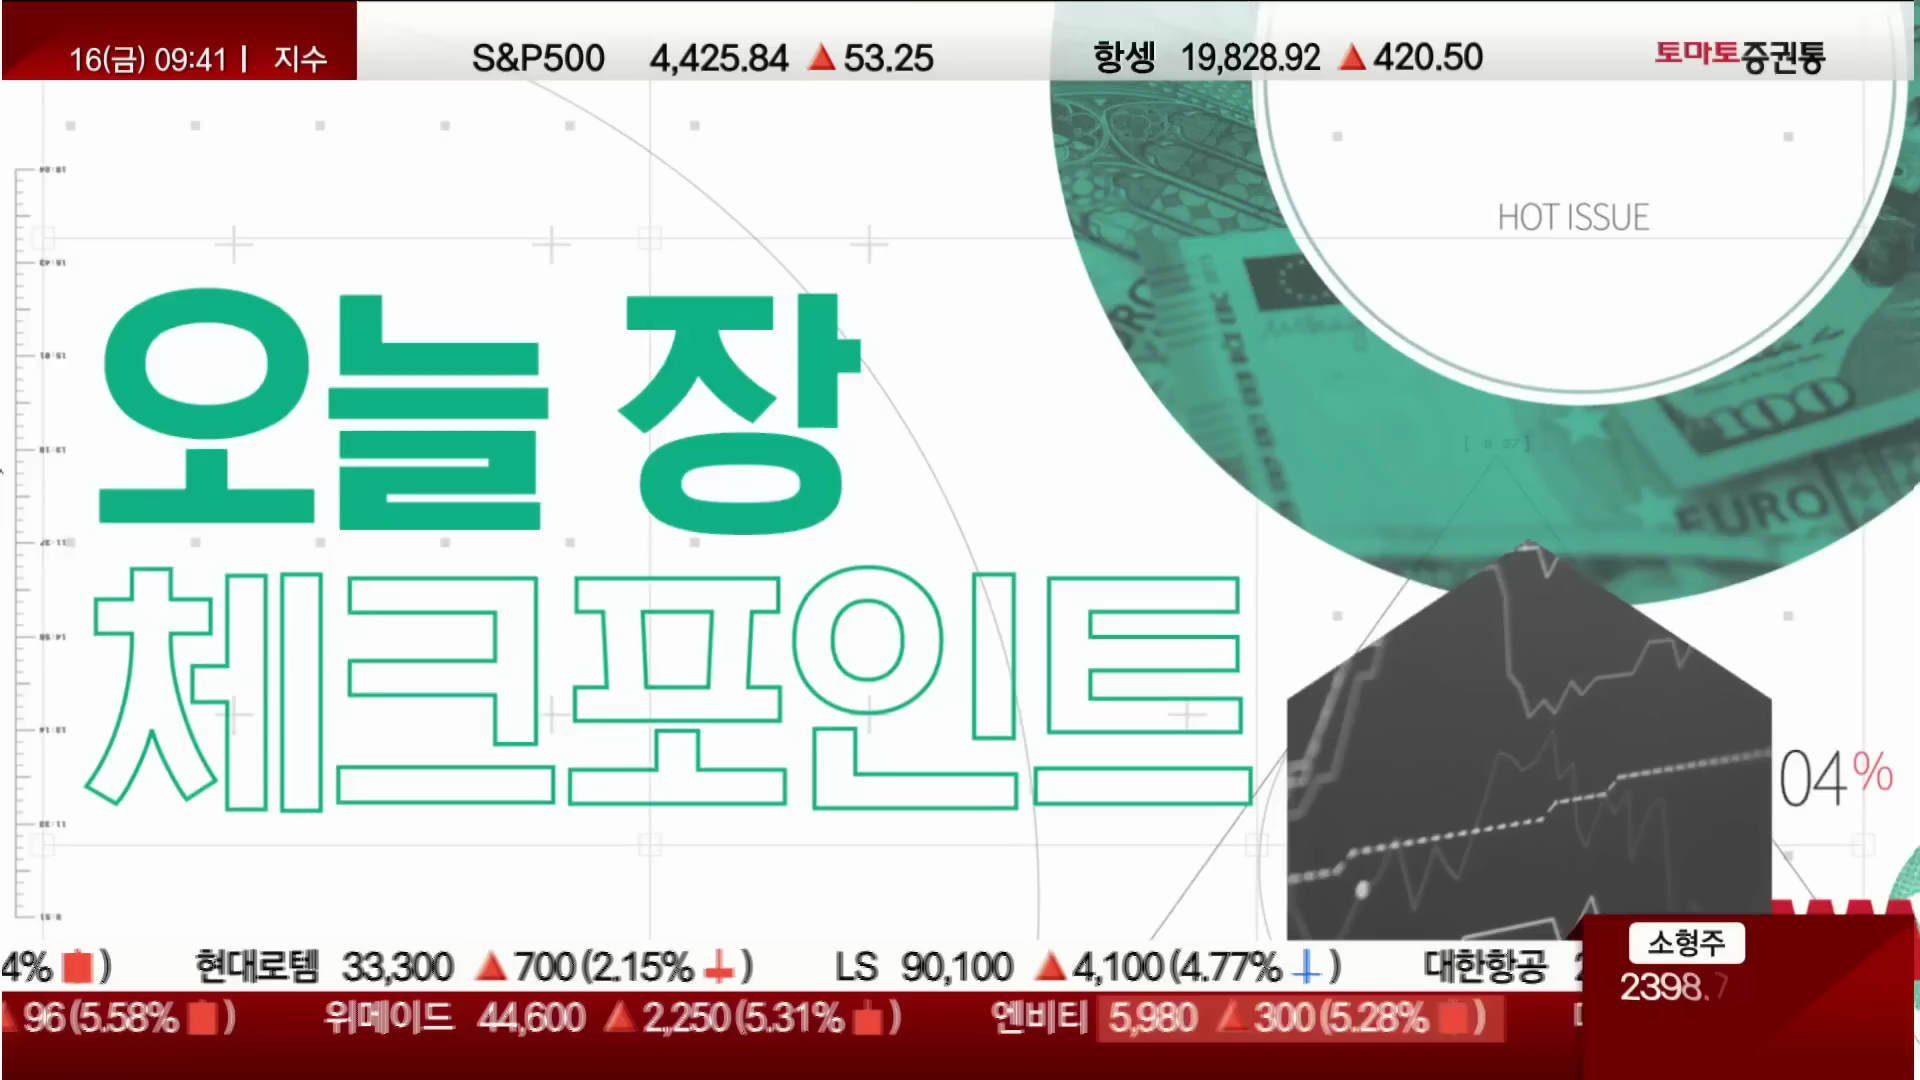 16(금) 09:41 지수 S&P500 4,425.84 ▲ 53.25 항셍 19,828.92 ▲ 420.50 토마토증권통
HOT ISSUE
오늘 장
체크포인트
EURO
100
04%
소형주
2398.7
4% ) 현대로템 33,300 ▲ 700 (2.15% ) LS 90,100 ▲ 4,100 (4.77% ) 대한항공
96 (5.58% ) 위메이드 44,600 ▲ 2,250 (5.31% ) 엔비티 5,980 ▲ 300 (5.28% )